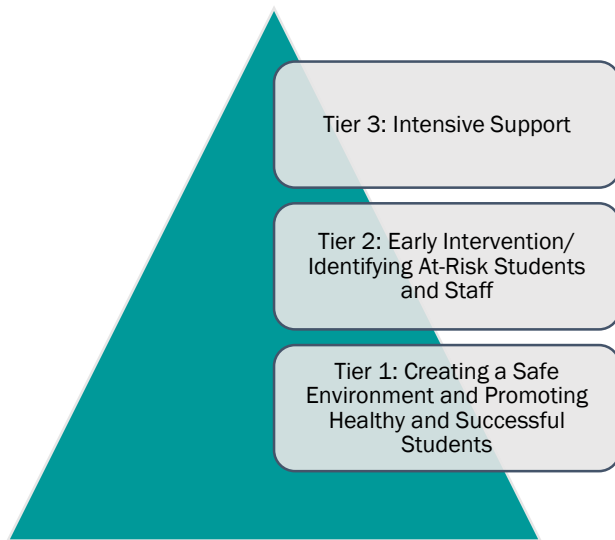 Tier 3: Intensive Support
Tier 2: Early Intervention/
Identifying At-Risk Students
and Staff
Tier 1: Creating a Safe
Environment and Promoting
Healthy and Successful
Students